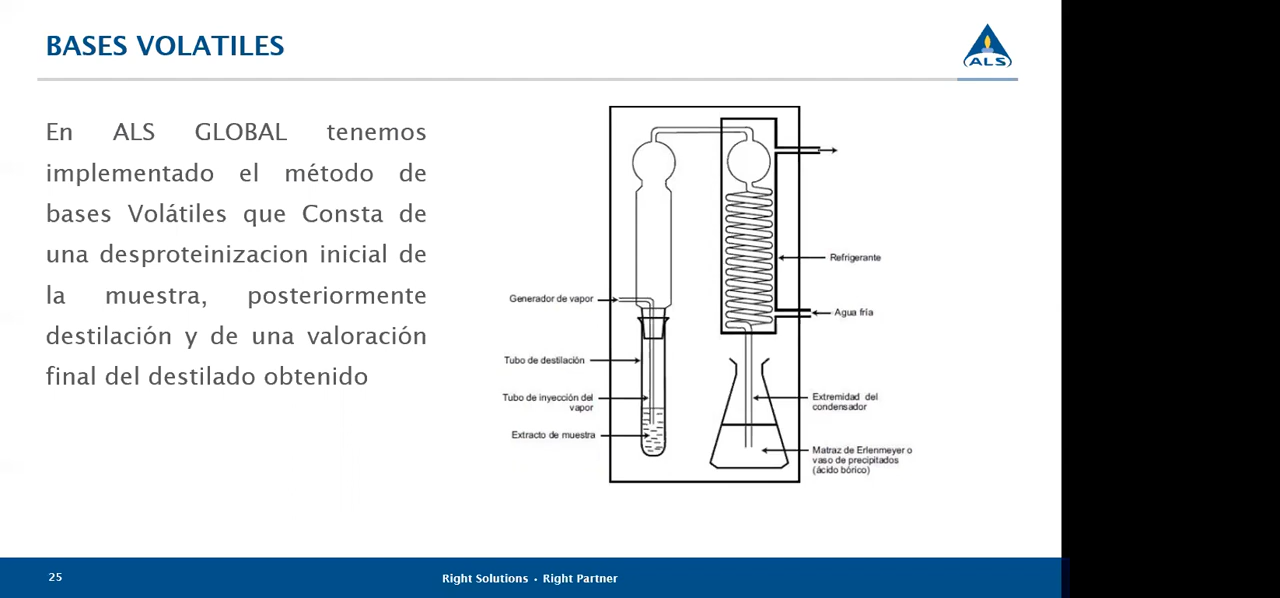 BASES VOLATILES
ALS
En ALS GLOBAL tenemos
implementado el método de
bases Volátiles que Consta de
una desproteinizacion inicial de
la muestra, posteriormente
destilación y de una valoración
final del destilado obtenido
Refrigerante
Generador de vapor
Agua fría
Tubo de destilación
Tubo de inyección del
vapor
Extremidad del
condensador
Extracto de muestra
Matraz de Erlenmeyer o
vaso de precipitados
(ácido bórico)
25
Right Solutions • Right Partner